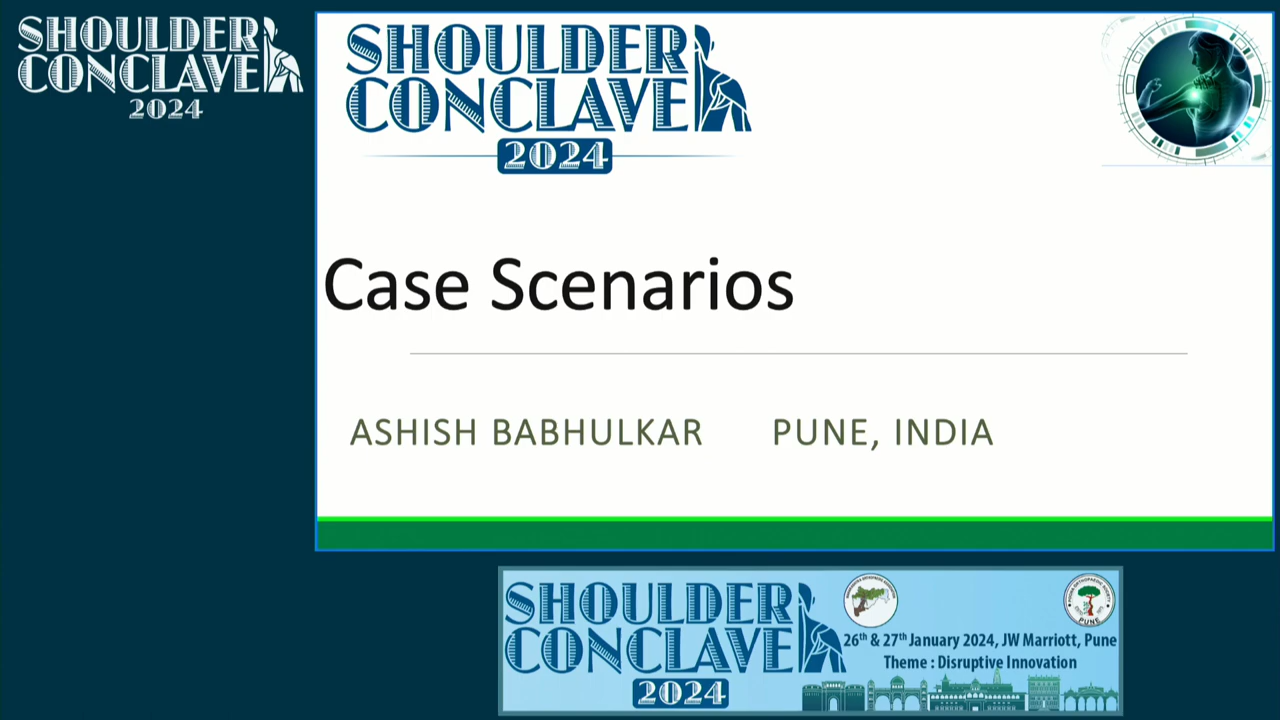 SHOULDER
CONCLAVE
2024
SHOULDER
CONCLAVE
2024
Case Scenarios
ASHISH BABHULKAR PUNE, INDIA
SHOULDER
CONCLAVE
2024
26th & 27th January 2024, JW Marriott, Pune
Theme : Disruptive Innovation
PUNE